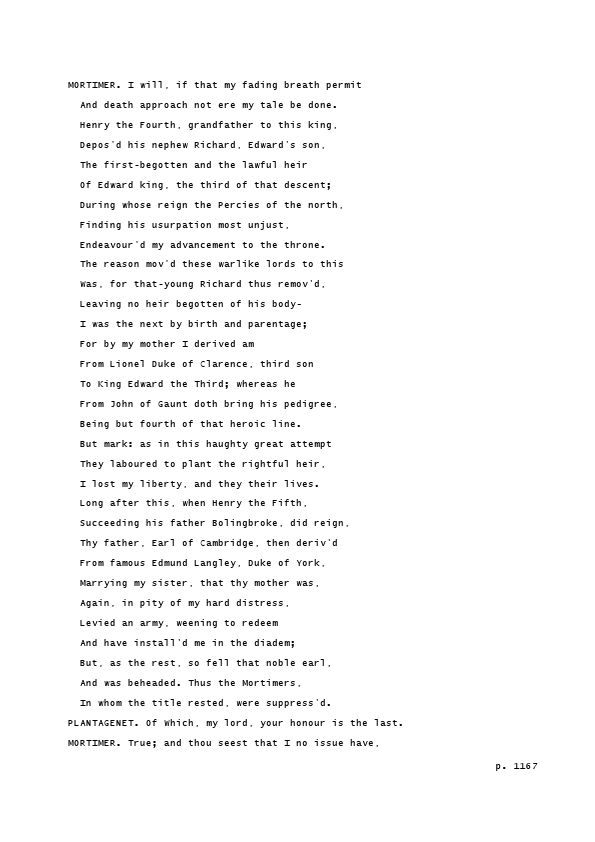 MORTIMER. I will, if that my fading breath permit
And death approach not ere my tale be done.
Henry the Fourth, grandfather to this king,
Depos'd his nephew Richard, Edward's son,
The first-begotten and the lawful heir
Of Edward king, the third of that descent;
During whose reign the Percies of the north,
Finding his usurpation most unjust,
Endeavour'd my advancement to the throne.
The reason mov'd these warlike lords to this
Was, for that-young Richard thus remov'd,
Leaving no heir begotten of his body-
I was the next by birth and parentage;
For by my mother I derived am
From Lionel Duke of Clarence, third son
To King Edward the Third; whereas he
From John of Gaunt doth bring his pedigree,
Being but fourth of that heroic line.
But mark: as in this haughty great attempt
They laboured to plant the rightful heir,
I lost my liberty, and they their lives.
Long after this, when Henry the Fifth,
Succeeding his father Bolingbroke, did reign,
Thy father, Earl of Cambridge, then deriv'd
From famous Edmund Langley, Duke of York,
Marrying my sister, that thy mother was,
Again, in pity of my hard distress,
Levied an army, weening to redeem
And have install'd me in the diadem;
But, as the rest, so fell that noble earl,
And was beheaded. Thus the Mortimers,
In whom the title rested, were suppress'd.
PLANTAGENET. Of Which, my lord, your honour is the last.
MORTIMER. True; and thou seest that I no issue have,
p. 1167